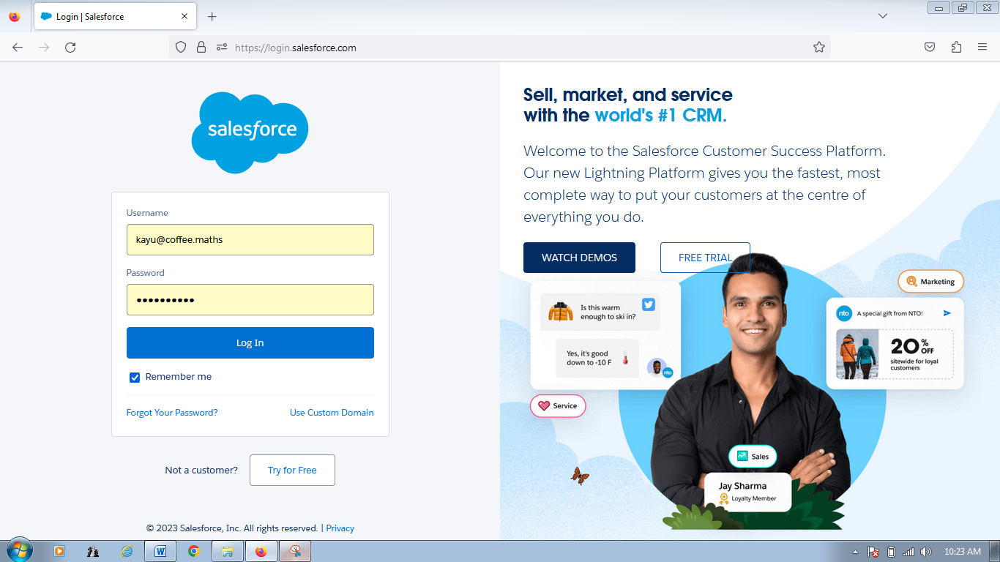 Login | Salesforce
https://login.salesforce.com
salesforce
Username
kayu@coffee.maths
Password
••••••••••
Log In
Remember me
Forgot Your Password?
Use Custom Domain
Not a customer?
Try for Free
© 2023 Salesforce, Inc. All rights reserved. | Privacy
Sell, market, and service
with the world's #1 CRM.
Welcome to the Salesforce Customer Success Platform.
Our new Lightning Platform gives you the fastest, most
complete way to put your customers at the centre of
everything you do.
WATCH DEMOS
FREE TRIAL
Is this warm
enough to ski in?
Yes, it's good
down to -10 F
nto
Service
Marketing
nto
A special gift from NTO!
20% OFF
sitewide for loyal
customers
Sales
Jay Sharma
Loyalty Member
10:23 AM